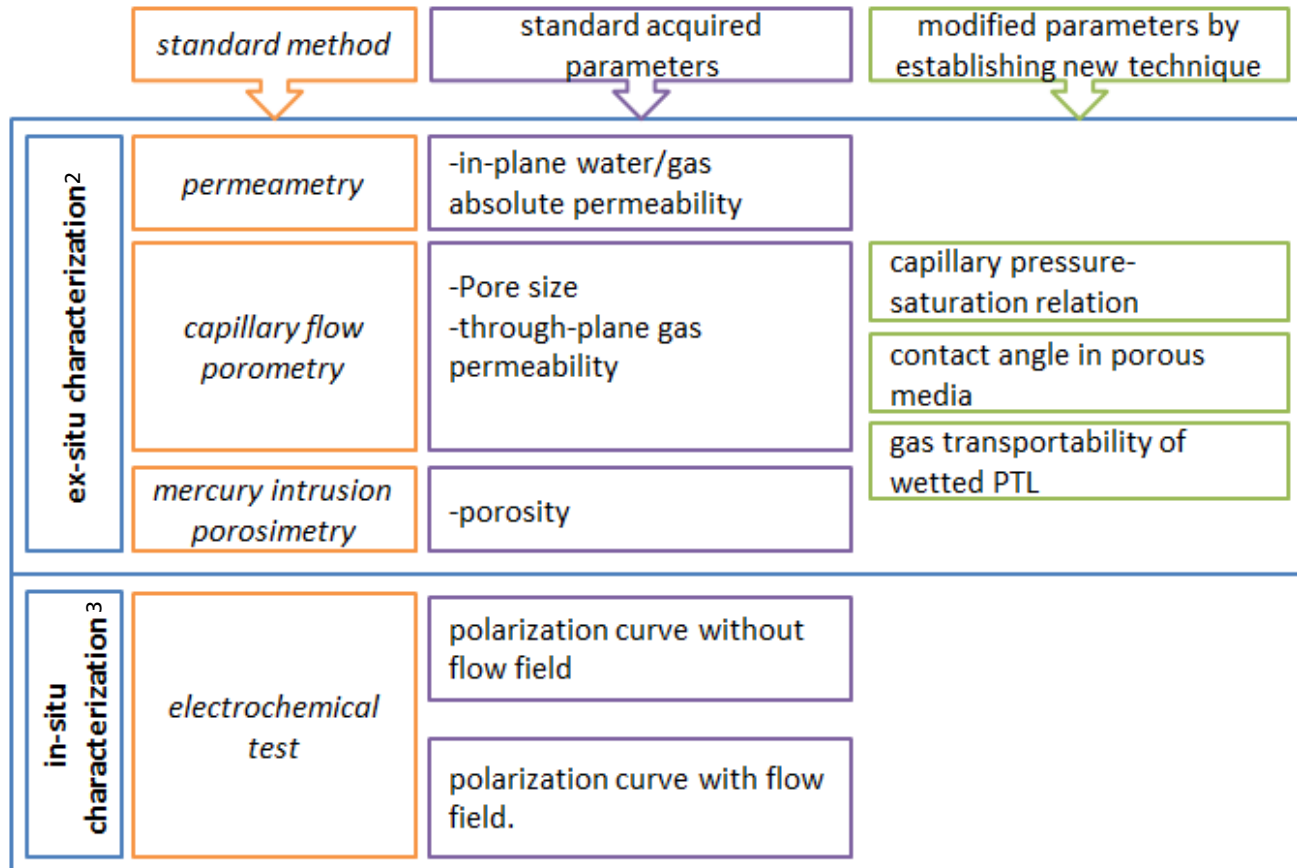 standard method
standard acquired
parameters
modified parameters by
establishing new technique
ex-situ characterization²
permeametry
-in-plane water/gas
absolute permeability
capillary flow
porometry
-Pore size
-through-plane gas
permeability
capillary pressure-
saturation relation
contact angle in porous
media
gas transportability of
wetted PTL
mercury intrusion
porosimetry
-porosity
in-situ
characterization³
electrochemical
test
polarization curve without
flow field
polarization curve with flow
field.